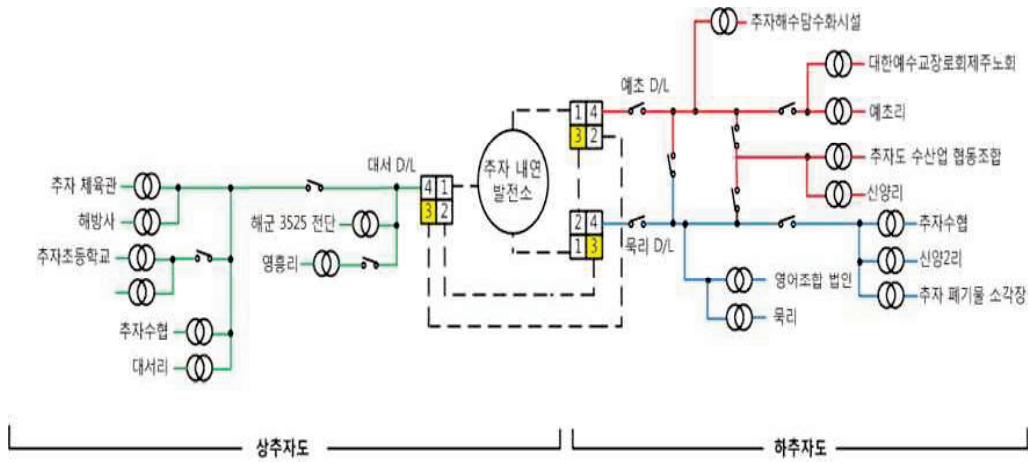 추자해수담수화시설
대한예수교장로회제주노회
예초 D/L
예초리
1 4
3 2
추자도 수산업 협동조합
신양리
대서 D/L
추자 내연
발전소
4 1
3 2
추자 체육관
해방사
해군 3525 전단
추자초등학교
영흥리
2 4
1 3
묵리 D/L
추자수협
신양2리
영어조합 법인
추자 폐기물 소각장
묵리
추자수협
대서리
상추자도
하추자도